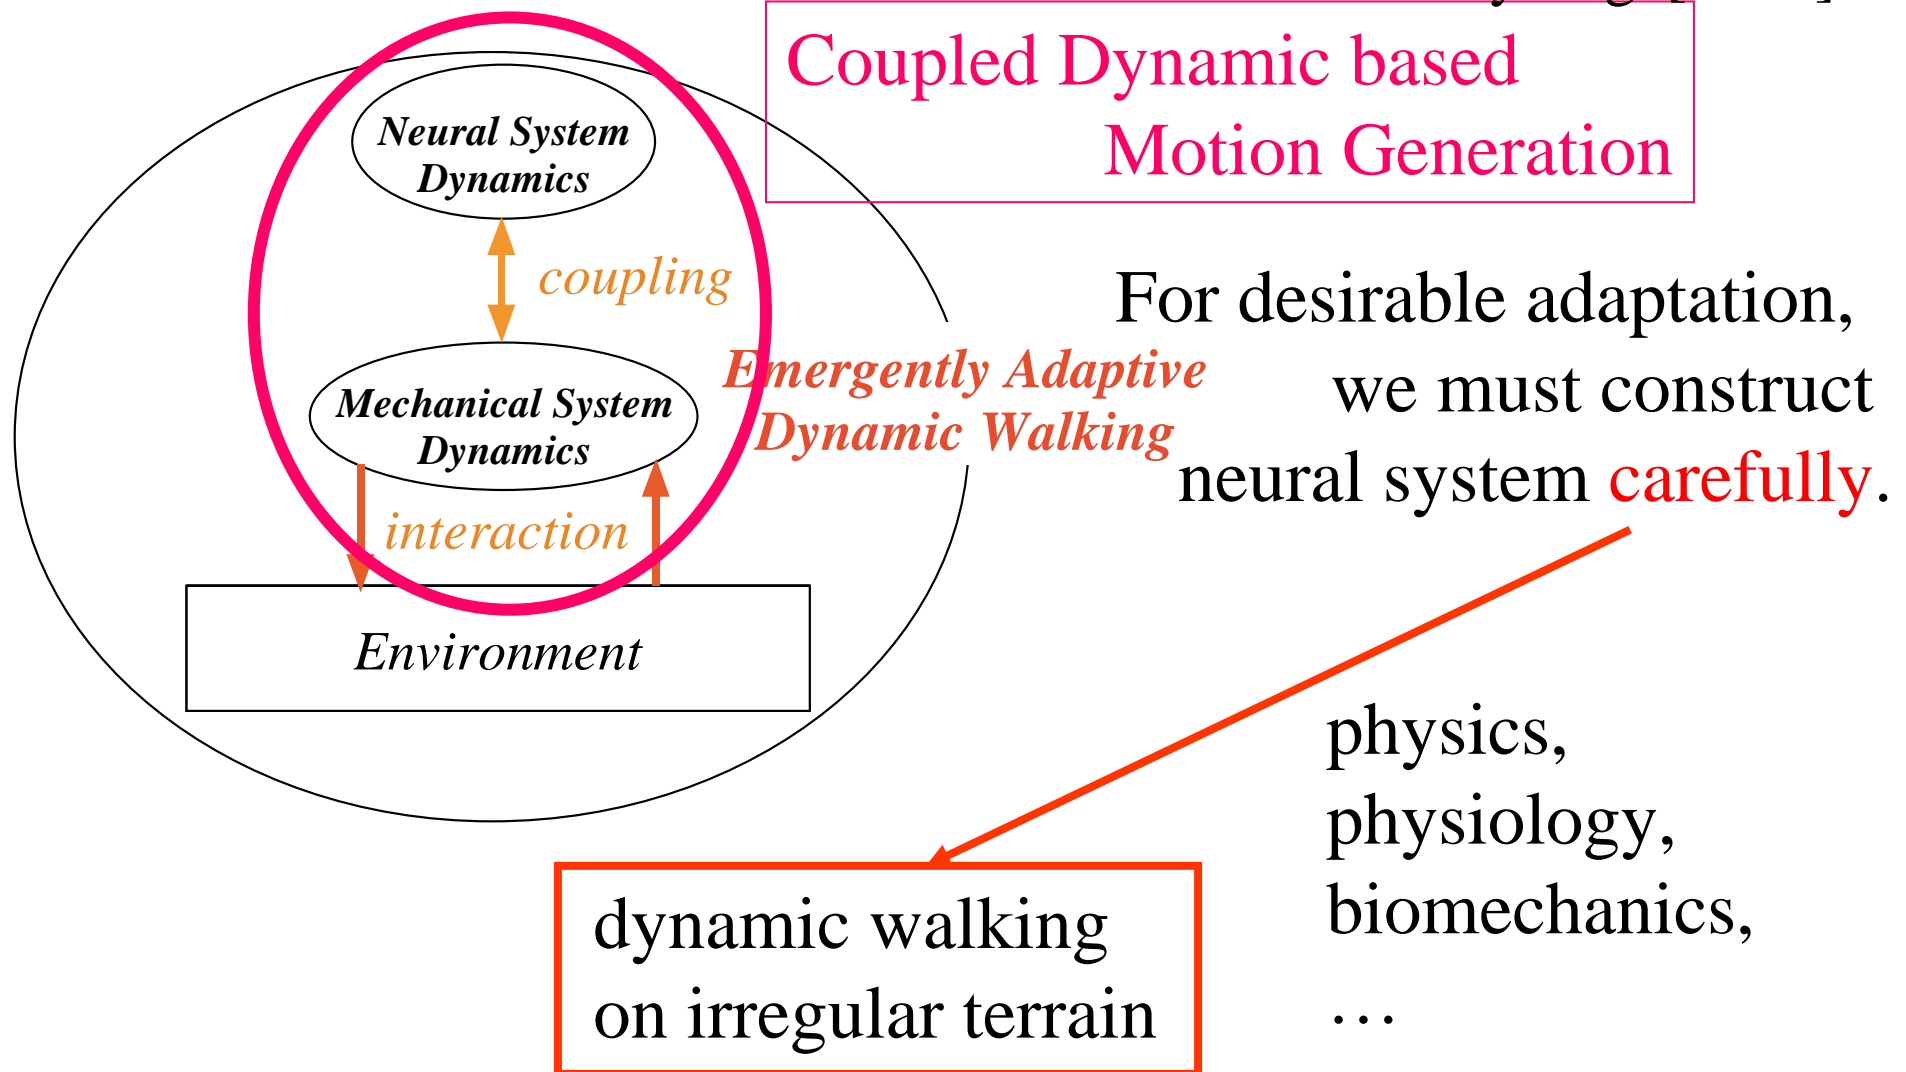 Coupled Dynamic based
Motion Generation
Neural System
Dynamics
coupling
For desirable adaptation,
we must construct
neural system carefully.
Emergently Adaptive
Dynamic Walking
Mechanical System
Dynamics
interaction
Environment
physics,
physiology,
biomechanics,
…
dynamic walking
on irregular terrain